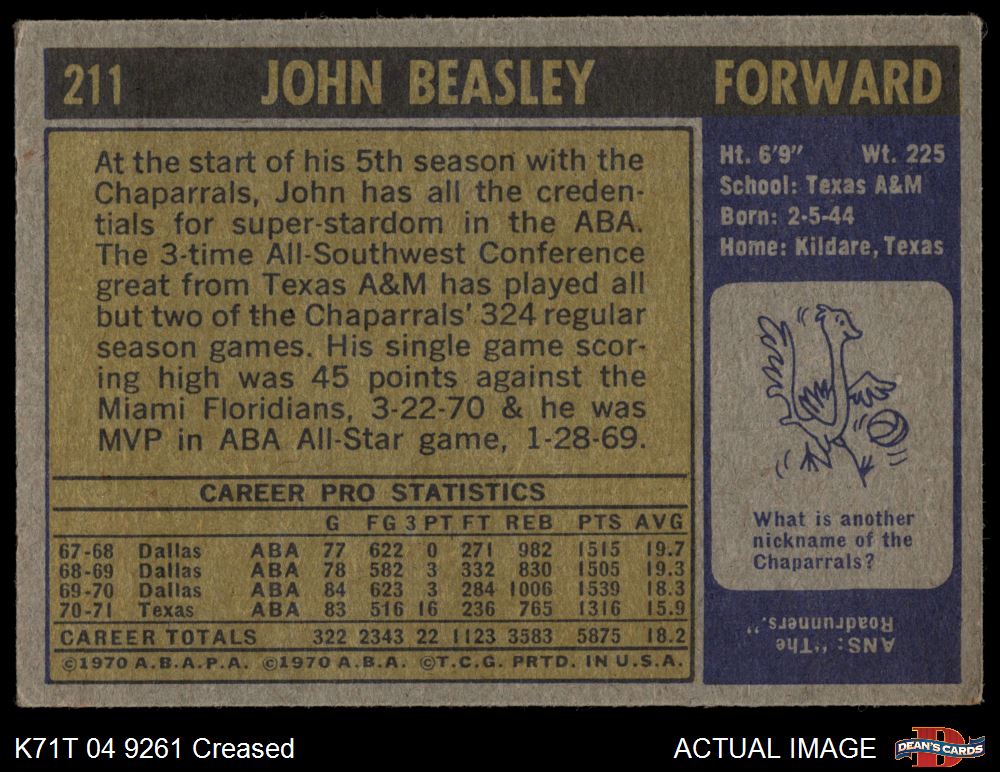 211 JOHN BEASLEY FORWARD
At the start of his 5th season with the
Chaparrals, John has all the creden-
tials for super-stardom in the ABA.
The 3-time All-Southwest Conference
great from Texas A&M has played all
but two of the Chaparrals' 324 regular
season games. His single game scor-
ing high was 45 points against the
Miami Floridians, 3-22-70 & he was
MVP in ABA All-Star game, 1-28-69.
Ht. 6'9" Wt. 225
School: Texas A&M
Born: 2-5-44
Home: Kildare, Texas
What is another
nickname of the
Chaparrals?
ANS: "The
Roadrunners."
CAREER PRO STATISTICS
G FG 3 PT FT REB PTS AVG
67-68 Dallas ABA 77 622 0 271 982 1515 19.7
68-69 Dallas ABA 78 582 3 332 830 1505 19.3
69-70 Dallas ABA 84 623 3 284 1006 1539 18.3
70-71 Texas ABA 83 516 16 236 765 1316 15.9
CAREER TOTALS 322 2343 22 1123 3583 5875 18.2
©1970 A.B.A.P.A. ©1970 A.B.A. ©T.C.G. PRTD. IN U.S.A.
K71T 04 9261 Creased
ACTUAL IMAGE
DEAN'S CARDS